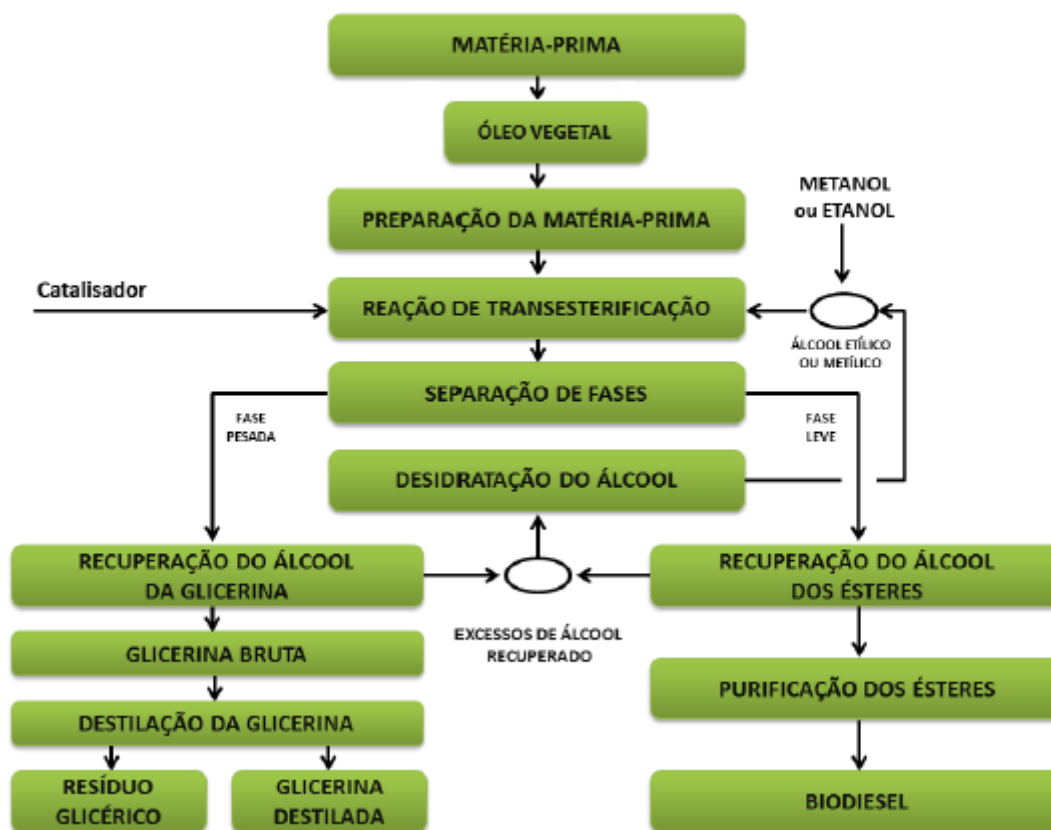 MATÉRIA-PRIMA
ÓLEO VEGETAL
METANOL
ou ETANOL
PREPARAÇÃO DA MATÉRIA-PRIMA
Catalisador
REAÇÃO DE TRANSESTERIFICAÇÃO
ÁLCOOL ETÍLICO
OU METÍLICO
SEPARAÇÃO DE FASES
FASE
PESADA
FASE
LEVE
DESIDRATAÇÃO DO ÁLCOOL
RECUPERAÇÃO DO ÁLCOOL
DA GLICERINA
RECUPERAÇÃO DO ÁLCOOL
DOS ÉSTERES
EXCESSOS DE ÁLCOOL
RECUPERADO
GLICERINA BRUTA
PURIFICAÇÃO DOS ÉSTERES
DESTILAÇÃO DA GLICERINA
RESÍDUO
GLICÉRICO
GLICERINA
DESTILADA
BIODIESEL